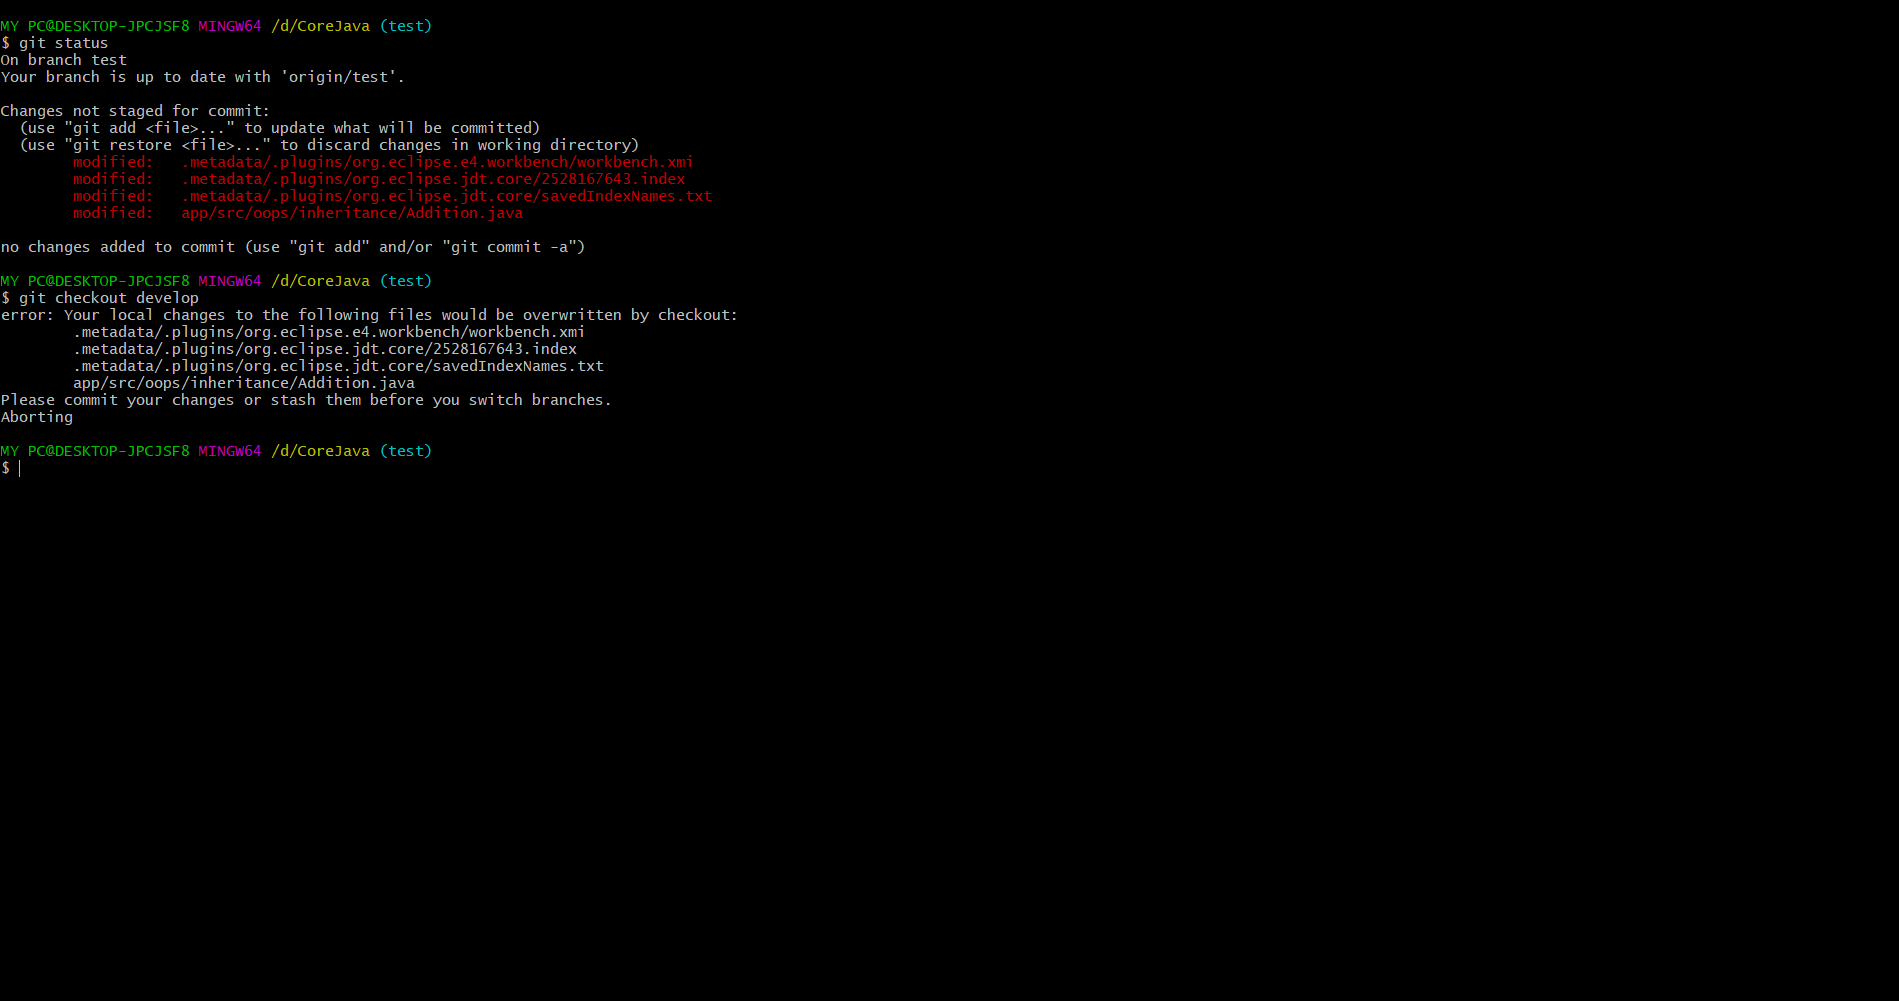 MY PC@DESKTOP-JPCJSF8 MINGW64 /d/CoreJava (test)
$ git status
On branch test
Your branch is up to date with 'origin/test'.
Changes not staged for commit:
(use "git add <file>..." to update what will be committed)
(use "git restore <file>..." to discard changes in working directory)
modified:   .metadata/.plugins/org.eclipse.e4.workbench/workbench.xmi
modified:   .metadata/.plugins/org.eclipse.jdt.core/2528167643.index
modified:   .metadata/.plugins/org.eclipse.jdt.core/savedIndexNames.txt
modified:   app/src/oops/inheritance/Addition.java
no changes added to commit (use "git add" and/or "git commit -a")
MY PC@DESKTOP-JPCJSF8 MINGW64 /d/CoreJava (test)
$ git checkout develop
error: Your local changes to the following files would be overwritten by checkout:
.metadata/.plugins/org.eclipse.e4.workbench/workbench.xmi
.metadata/.plugins/org.eclipse.jdt.core/2528167643.index
.metadata/.plugins/org.eclipse.jdt.core/savedIndexNames.txt
app/src/oops/inheritance/Addition.java
Please commit your changes or stash them before you switch branches.
Aborting
MY PC@DESKTOP-JPCJSF8 MINGW64 /d/CoreJava (test)
$